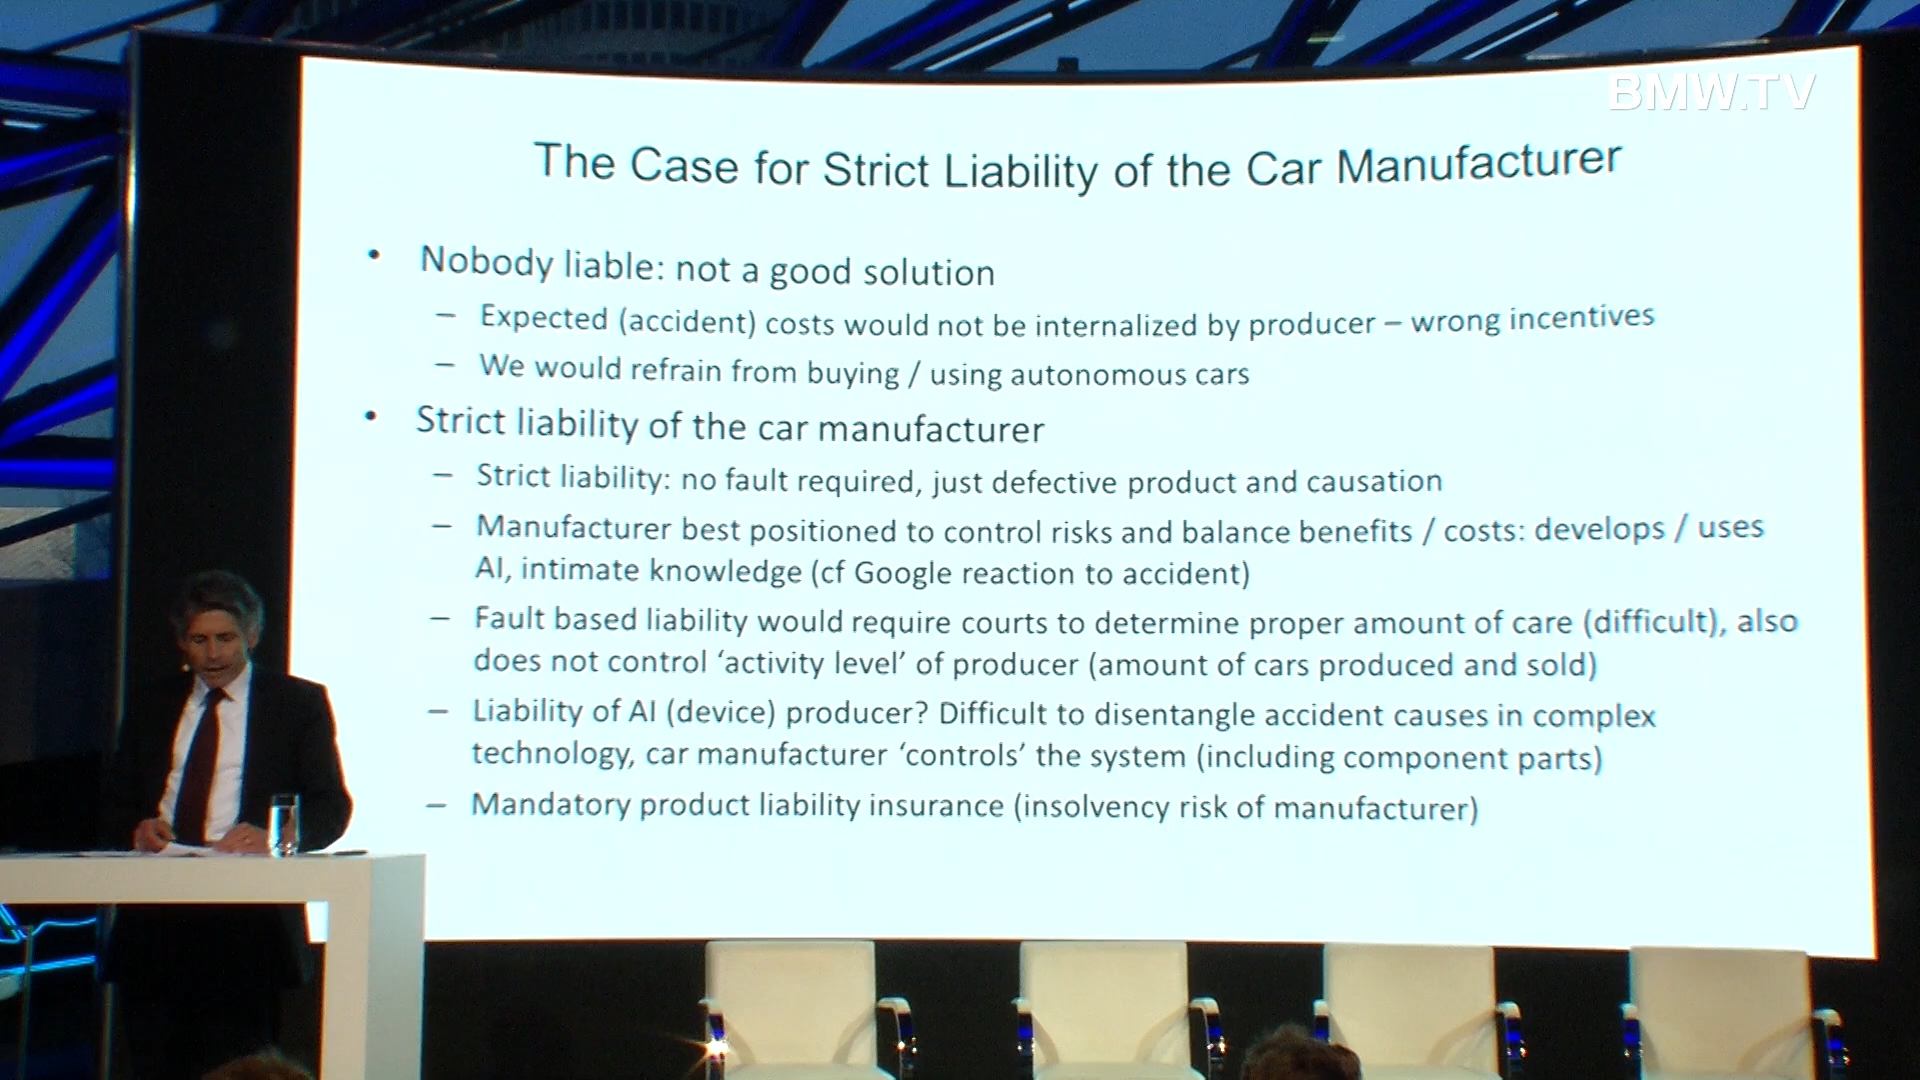 BMW.TV
The Case for Strict Liability of the Car Manufacturer
• Nobody liable: not a good solution
– Expected (accident) costs would not be internalized by producer – wrong incentives
– We would refrain from buying / using autonomous cars
• Strict liability of the car manufacturer
– Strict liability: no fault required, just defective product and causation
– Manufacturer best positioned to control risks and balance benefits / costs: develops / uses
AI, intimate knowledge (cf Google reaction to accident)
– Fault based liability would require courts to determine proper amount of care (difficult), also
does not control ‘activity level’ of producer (amount of cars produced and sold)
– Liability of AI (device) producer? Difficult to disentangle accident causes in complex
technology, car manufacturer ‘controls’ the system (including component parts)
– Mandatory product liability insurance (insolvency risk of manufacturer)